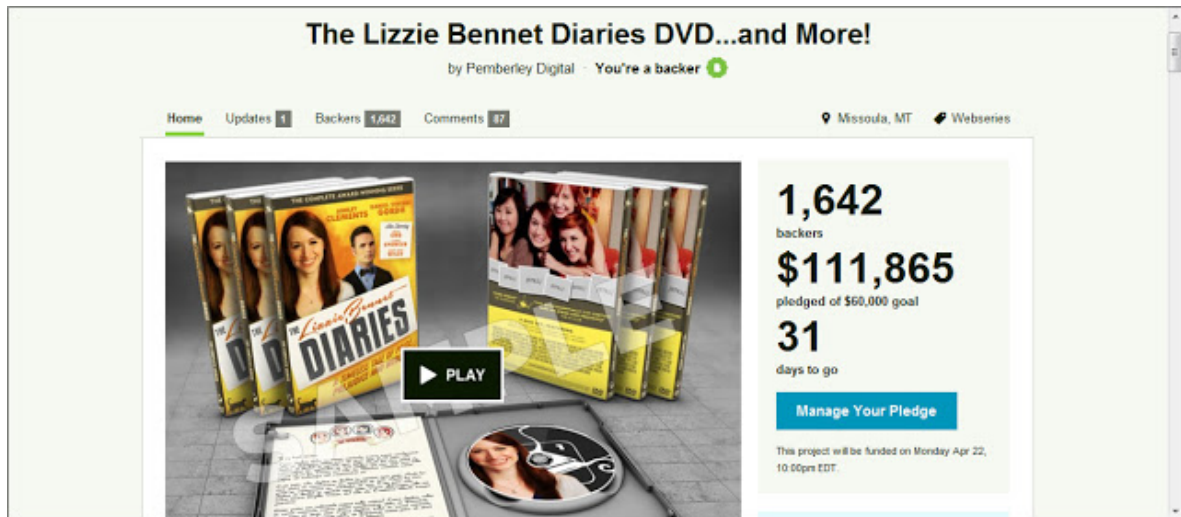 The Lizzie Bennet Diaries DVD...and More!
by Pemberley Digital · You're a backer
Home Updates 1 Backers 1,642 Comments 87 Missoula, MT Webseries
THE COMPLETE AWARD WINNING SERIES
CLEMENTS
GORDH
THE Lizzie Bennet
DIARIES
SAMPLE
PLAY
1,642
backers
$111,865
pledged of $60,000 goal
31
days to go
Manage Your Pledge
This project will be funded on Monday Apr 22,
10:00pm EDT.